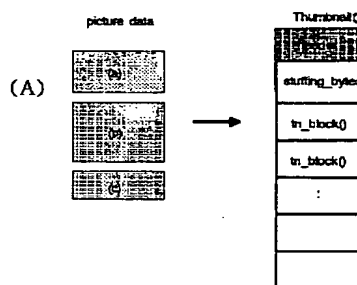 picture data
Thumbnail()
(A)
(a)
stuffing_bytes
(b)
tn_block()
tn_block()
(c)
: